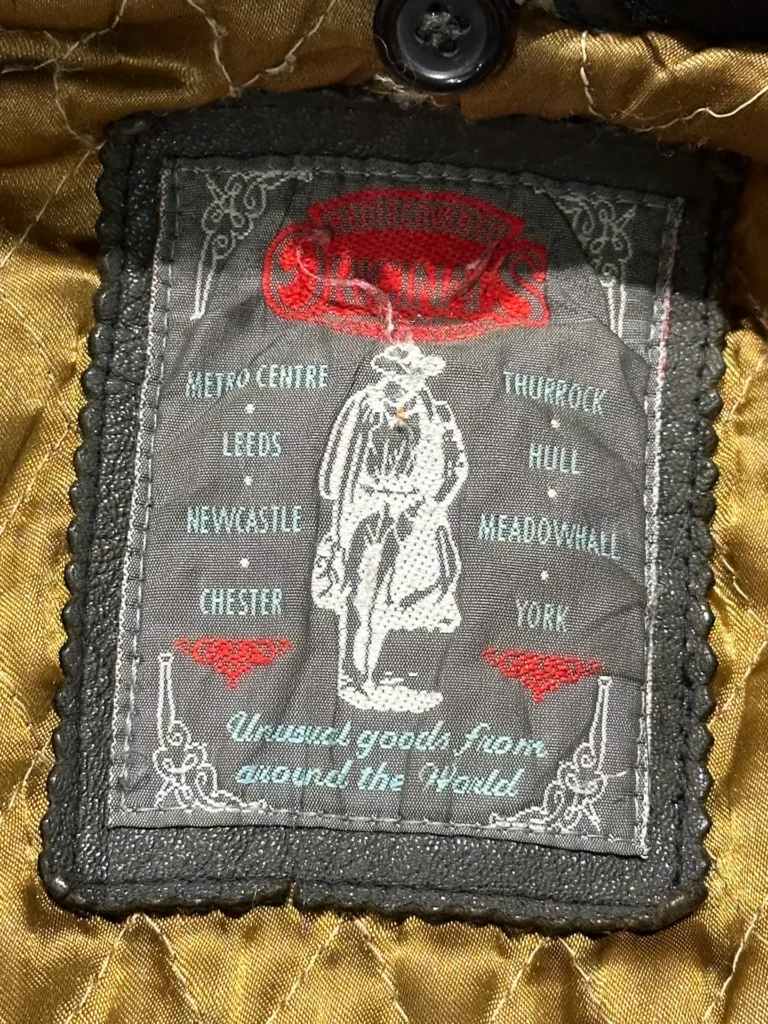 ORIGINALS
METRO CENTRE
LEEDS
NEWCASTLE
CHESTER
THURROCK
HULL
MEADOWHALL
YORK
Unusual goods from
around the World